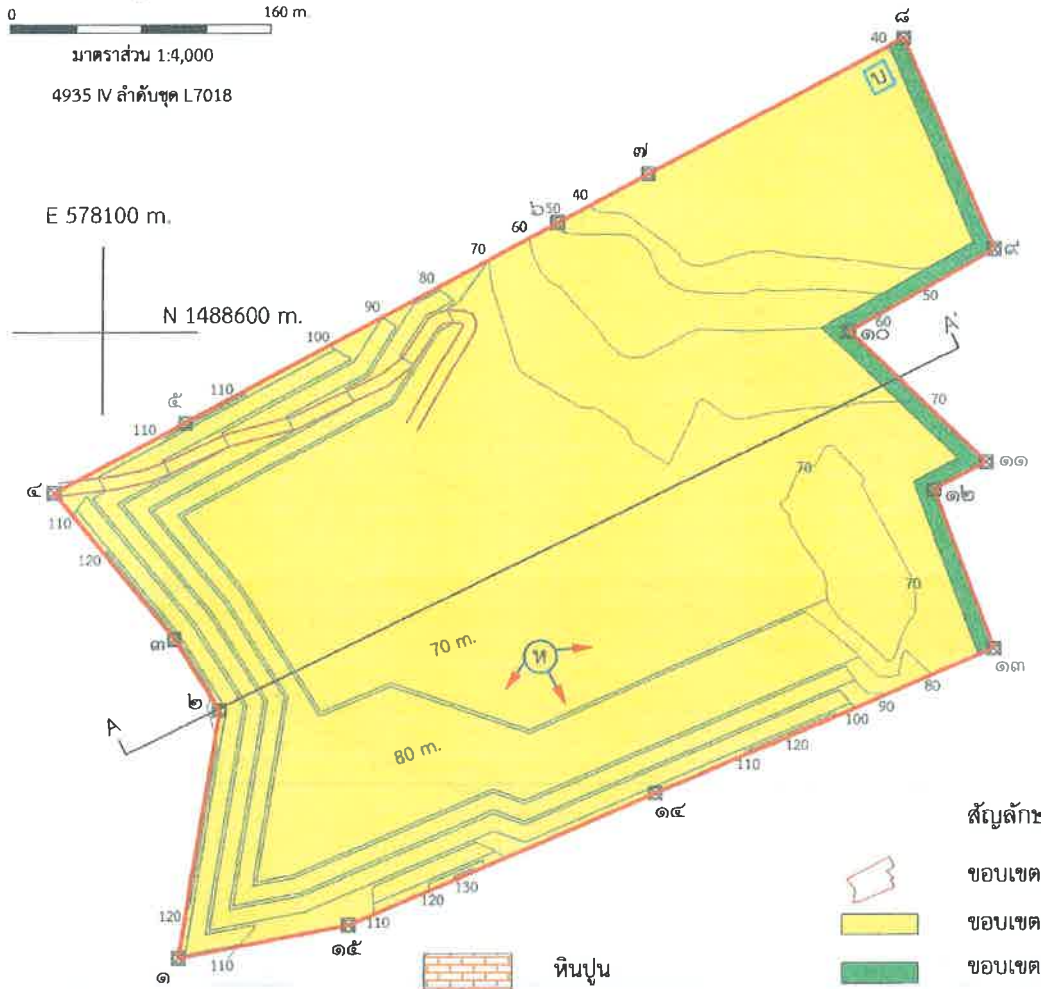 0 160 m.
มาตราส่วน 1:4,000
4935 IV ลำดับชุด L7018
E 578100 m.
N 1488600 m.
๘
40
บ
๗
40
๖ 50
60
70
80
90
100
110
๕
110
๔
110
120
๙
50
60
๑๐
A'
70
๑๑
๑๒
70
70
๓
๒
A
70 m.
80 m.
ท
๑๓
80
90
100
120
110
๑๔
130
120
110
๑๕
120
๑
110
หินปูน
สัญลักษ
ขอบเขต
ขอบเขต
ขอบเขต